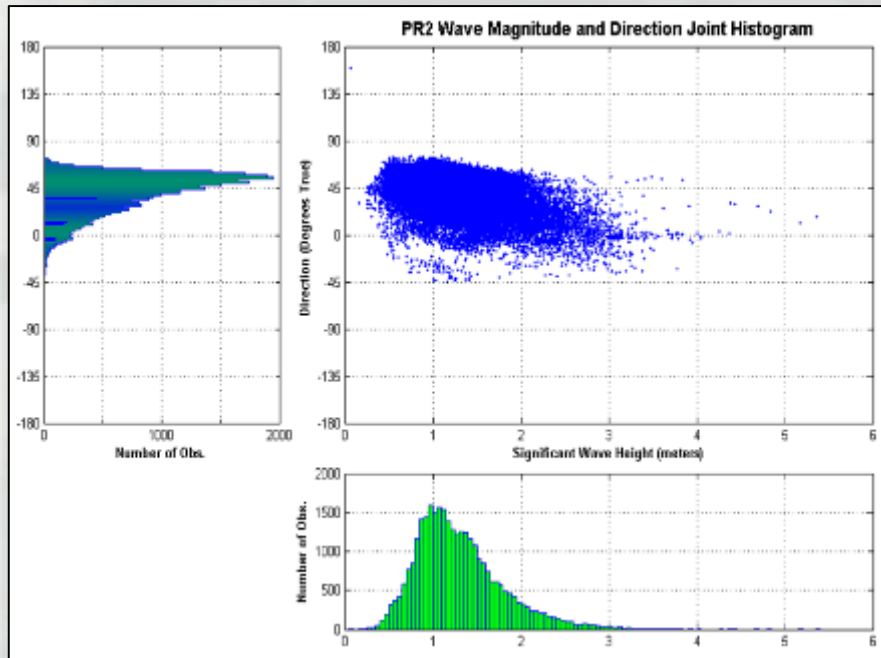 PR2 Wave Magnitude and Direction Joint Histogram
180
135
90
45
0
-45
-90
-135
-180
0 1000 2000
Number of Obs.
Direction (Degrees True)
180
135
90
45
0
-45
-90
-135
-180
0 1 2 3 4 5 6
Significant Wave Height (meters)
Number of Obs.
2000
1500
1000
500
0
0 1 2 3 4 5 6